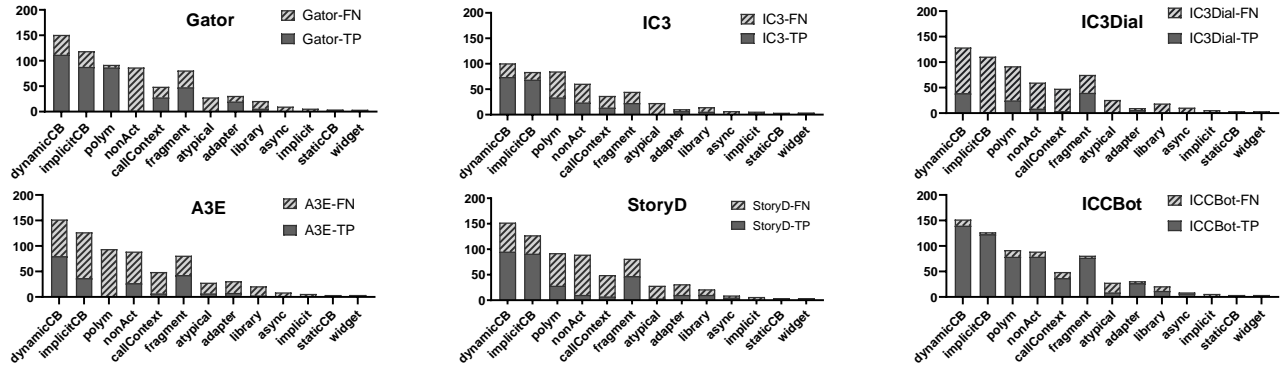 Gator
Gator-FN
Gator-TP
200
150
100
50
0
dynamicCB
implicitCB
polym
nonAct
callContext
fragment
atypical
adapter
library
async
implicit
staticCB
widget
IC3
IC3-FN
IC3-TP
200
150
100
50
0
dynamicCB
implicitCB
polym
nonAct
callContext
fragment
atypical
adapter
library
async
implicit
staticCB
widget
IC3Dial
IC3Dial-FN
IC3Dial-TP
200
150
100
50
0
dynamicCB
implicitCB
polym
nonAct
callContext
fragment
atypical
adapter
library
async
implicit
staticCB
widget
A3E
A3E-FN
A3E-TP
200
150
100
50
0
dynamicCB
implicitCB
polym
nonAct
callContext
fragment
atypical
adapter
library
async
implicit
staticCB
widget
StoryD
StoryD-FN
StoryD-TP
200
150
100
50
0
dynamicCB
implicitCB
polym
nonAct
callContext
fragment
atypical
adapter
library
async
implicit
staticCB
widget
ICCBot
ICCBot-FN
ICCBot-TP
200
150
100
50
0
dynamicCB
implicitCB
polym
nonAct
callContext
fragment
atypical
adapter
library
async
implicit
staticCB
widget